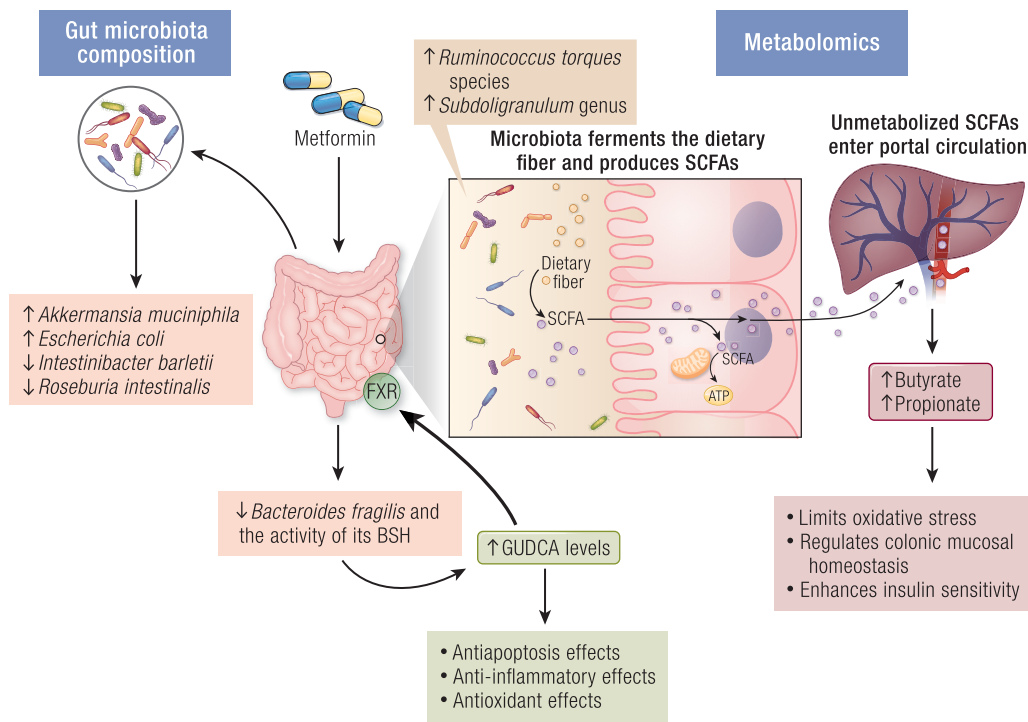 Gut microbiota
composition
Metformin
↑ Ruminococcus torques
species
↑ Subdoligranulum genus
Metabolomics
Microbiota ferments the dietary
fiber and produces SCFAs
Unmetabolized SCFAs
enter portal circulation
Dietary
fiber
SCFA
SCFA
ATP
↑ Akkermansia muciniphila
↑ Escherichia coli
↓ Intestinibacter barletii
↓ Roseburia intestinalis
FXR
↑Butyrate
↑Propionate
↓ Bacteroides fragilis and
the activity of its BSH
↑ GUDCA levels
• Limits oxidative stress
• Regulates colonic mucosal
homeostasis
• Enhances insulin sensitivity
• Antiapoptosis effects
• Anti-inflammatory effects
• Antioxidant effects